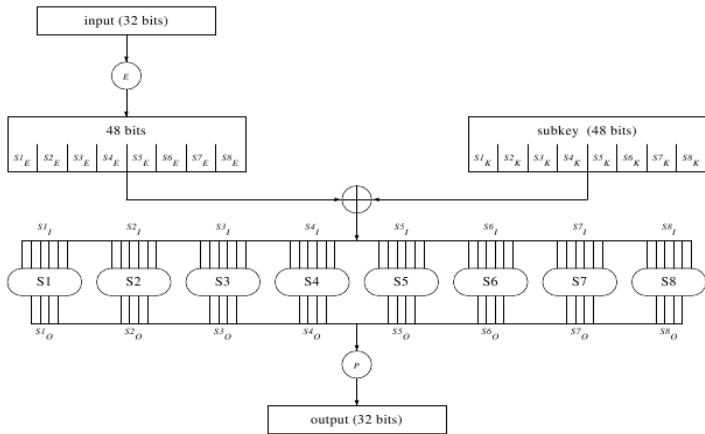 input (32 bits)
E
48 bits
subkey (48 bits)
S1E S2E S3E S4E S5E S6E S7E S8E
S1K S2K S3K S4K S5K S6K S7K S8K
S1I S2I S3I S4I S5I S6I S7I S8I
S1 S2 S3 S4 S5 S6 S7 S8
S1O S2O S3O S4O S5O S6O S7O S8O
P
output (32 bits)